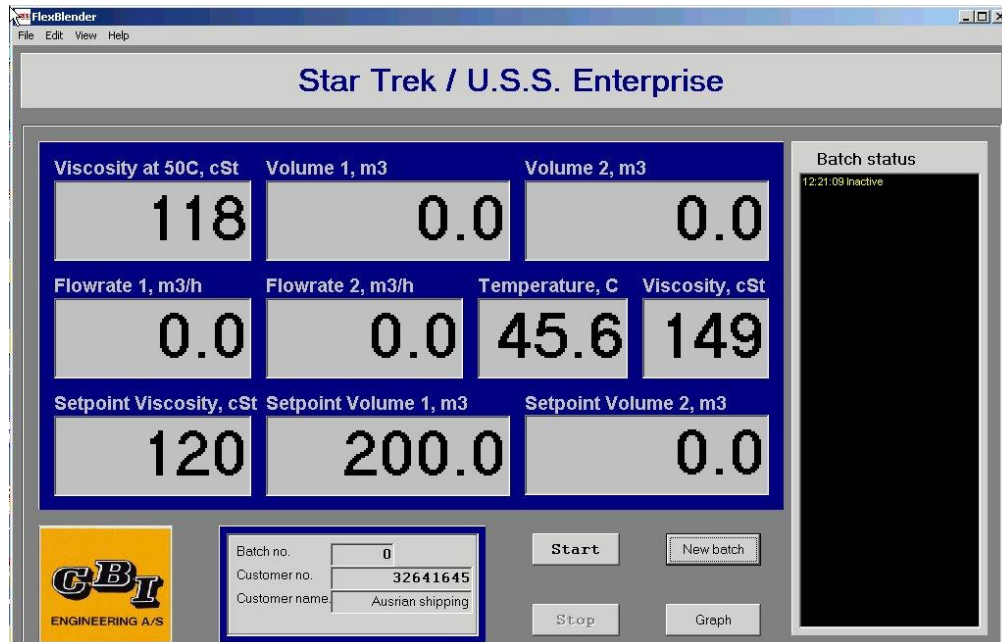 FlexBlender
File Edit View Help
Star Trek / U.S.S. Enterprise
Viscosity at 50C, cSt Volume 1, m3 Volume 2, m3
118 0.0 0.0
Flowrate 1, m3/h Flowrate 2, m3/h Temperature, C Viscosity, cSt
0.0 0.0 45.6 149
Setpoint Viscosity, cSt Setpoint Volume 1, m3 Setpoint Volume 2, m3
120 200.0 0.0
Batch status
12:21:09 Inactive
CBI
ENGINEERING A/S
Batch no. 0
Customer no. 32641645
Customer name Ausrian shipping
Start New batch
Stop Graph